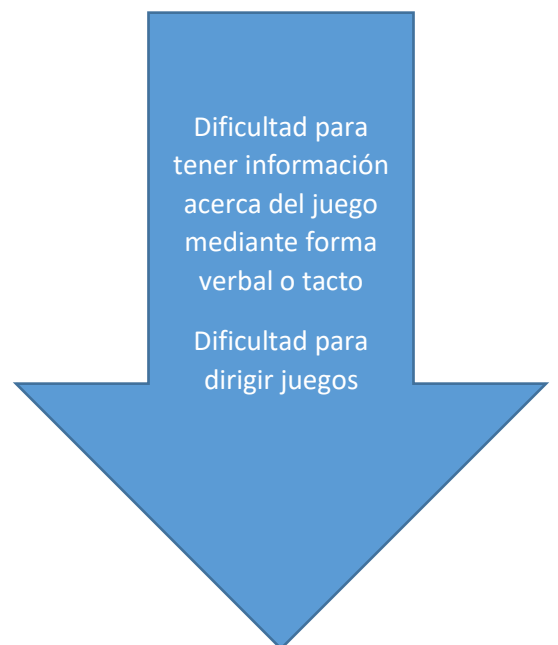 Dificultad para
tener información
acerca del juego
mediante forma
verbal o tacto
Dificultad para
dirigir juegos